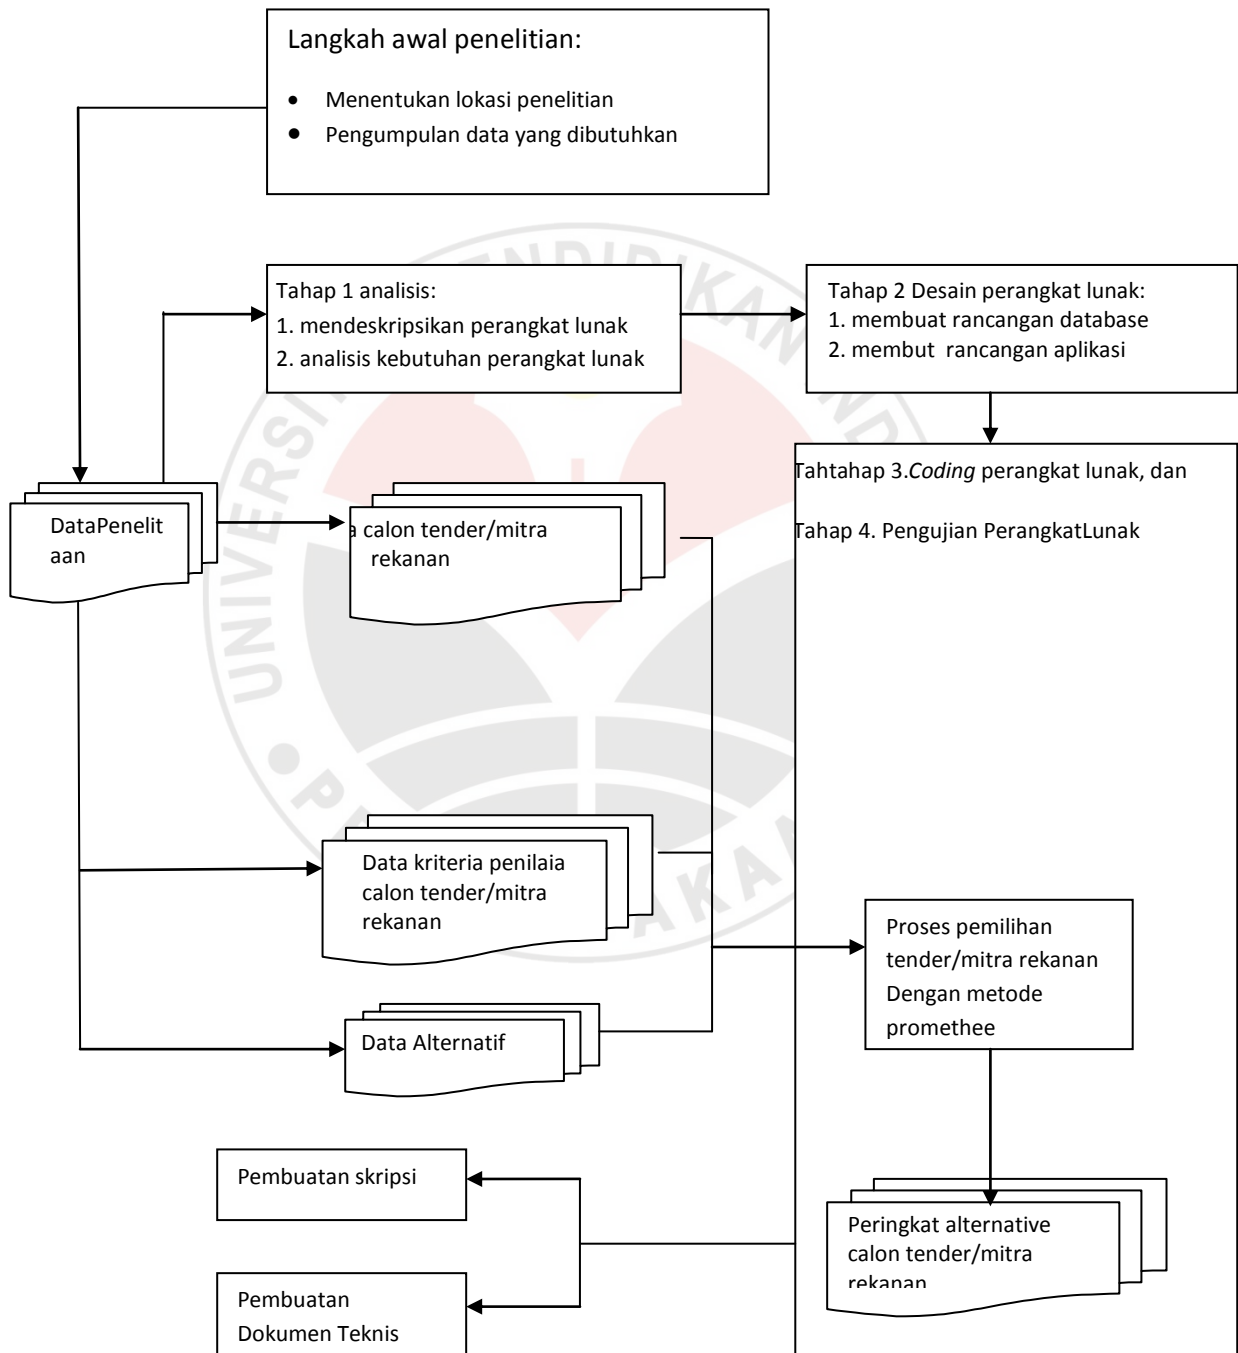 Langkah awal penelitian:
• Menentukan lokasi penelitian
• Pengumpulan data yang dibutuhkan
Tahap 1 analisis:
1. mendeskripsikan perangkat lunak
2. analisis kebutuhan perangkat lunak
Tahap 2 Desain perangkat lunak:
1. membuat rancangan database
2. membut rancangan aplikasi
Tahtahap 3.Coding perangkat lunak, dan
Tahap 4. Pengujian PerangkatLunak
DataPenelit
aan
a calon tender/mitra
rekanan
Data kriteria penilaia
calon tender/mitra
rekanan
Data Alternatif
Proses pemilihan
tender/mitra rekanan
Dengan metode
promethee
Peringkat alternative
calon tender/mitra
rekanan
Pembuatan skripsi
Pembuatan
Dokumen Teknis